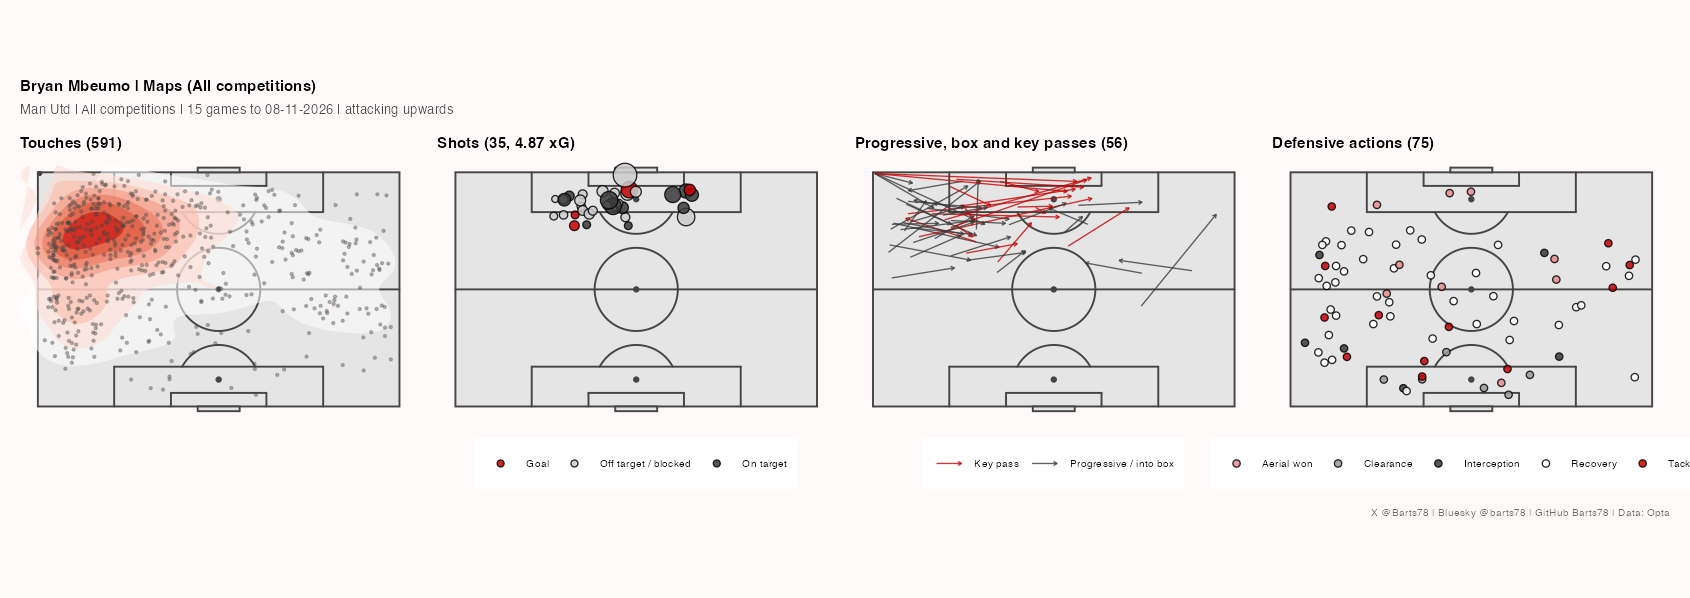 Bryan Mbeumo | Maps (All competitions)
Man Utd | All competitions | 15 games to 08-11-2026 | attacking upwards
Touches (591)
Shots (35, 4.87 xG)
Progressive, box and key passes (56)
Defensive actions (75)
Goal
Off target / blocked
On target
Key pass
Progressive / into box
Aerial won
Clearance
Interception
Recovery
Tack
X @Barts78 | Bluesky @barts78 | GitHub Barts78 | Data: Opta